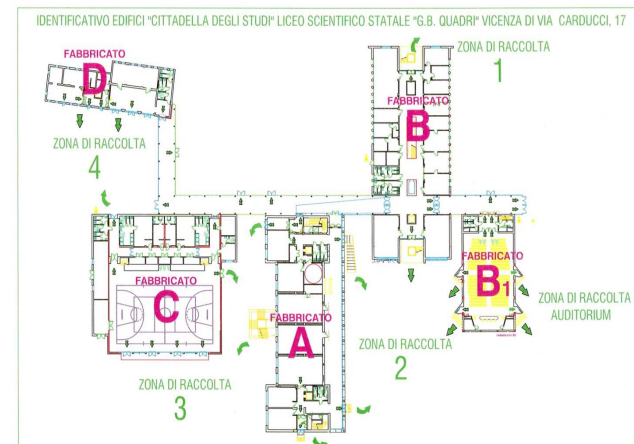 IDENTIFICATIVO EDIFICI "CITTADELLA DEGLI STUDI" LICEO SCIENTIFICO STATALE "G.B. QUADRI" VICENZA DI VIA CARDUCCI, 17
ZONA DI RACCOLTA
1
FABBRICATO
D
FABBRICATO
B
ZONA DI RACCOLTA
4
FABBRICATO
B1
FABBRICATO
C
ZONA DI RACCOLTA
AUDITORIUM
FABBRICATO
A
ZONA DI RACCOLTA
2
ZONA DI RACCOLTA
3